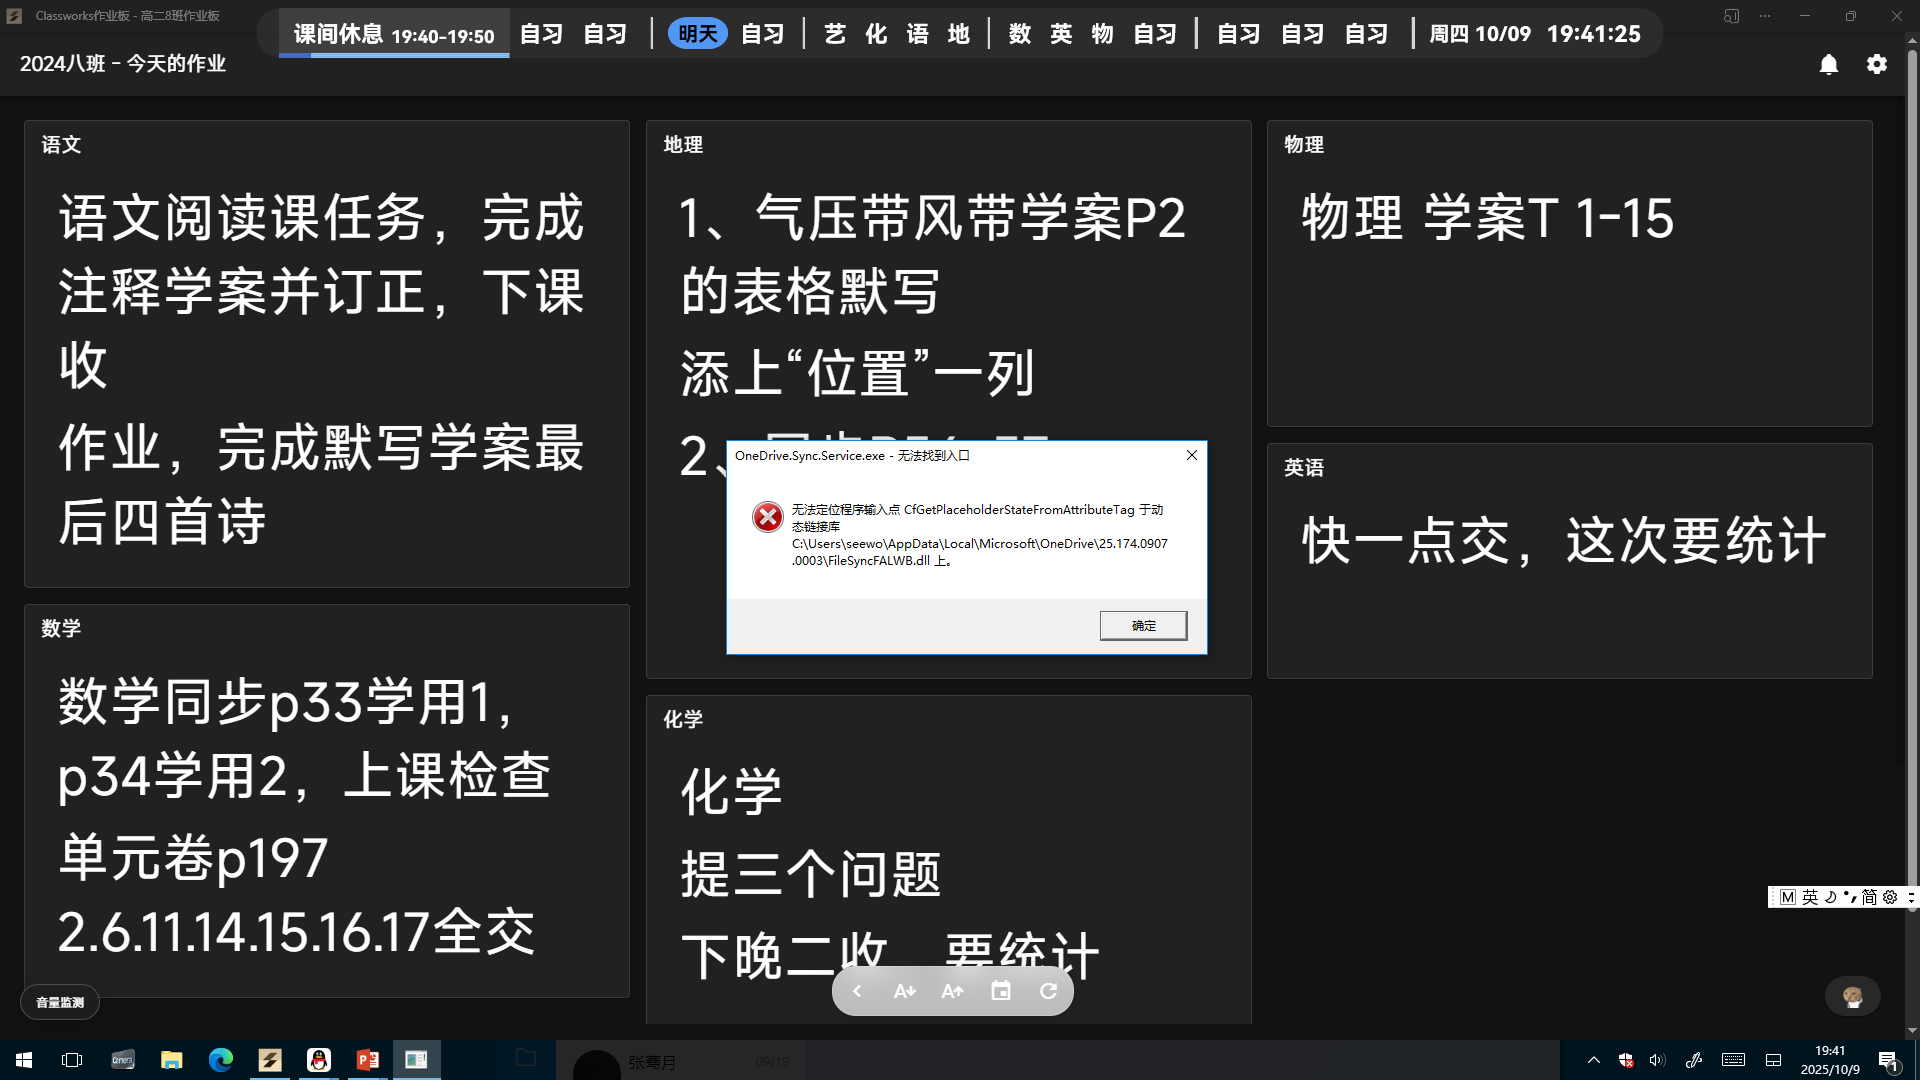 Classworks作业板 - 高二8班作业板
课间休息 19:40-19:50 自习 自习 | 明天 自习 | 艺 化 语 地 | 数 英 物 自习 | 自习 自习 自习 | 周四 10/09 19:41:25
2024八班 - 今天的作业
语文
语文阅读课任务，完成
注释学案并订正，下课
收
作业，完成默写学案最
后四首诗
数学
数学同步p33学用1，
p34学用2，上课检查
单元卷p197
2.6.11.14.15.16.17全交
地理
1、气压带风带学案P2
的表格默写
添上“位置”一列
2、
OneDrive.Sync.Service.exe - 无法找到入口
无法定位程序输入点 CfGetPlaceholderStateFromAttributeTag 于动
态链接库
C:\Users\seewo\AppData\Local\Microsoft\OneDrive\25.174.0907
.0003\FileSyncFALWB.dll 上。
确定
化学
化学
提三个问题
下晚二收，要统计
物理
物理 学案T 1-15
英语
快一点交，这次要统计
音量监测
M 英 简
张骞月 09/19
19:41
2025/10/9
1